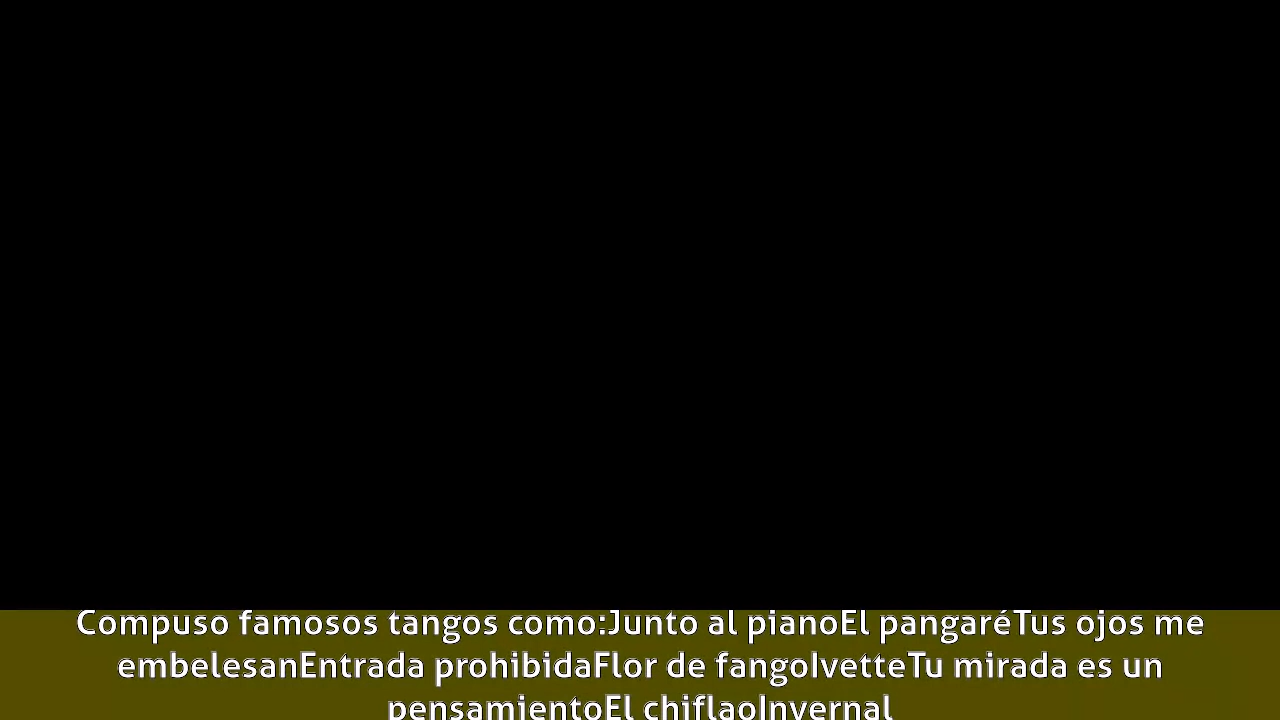 Compuso famosos tangos como:Junto al pianoEl pangaréTus ojos me
embelesanEntrada prohibidaFlor de fangoIvetteTu mirada es un
pensamientoEl chiflaoInvernal